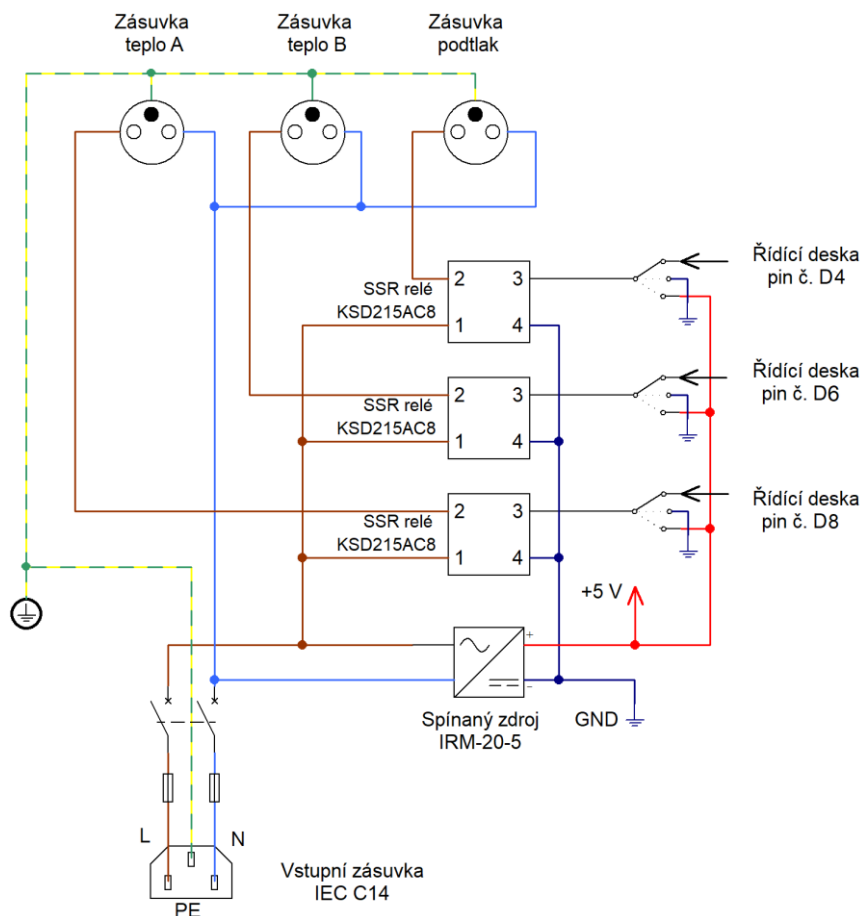 Zásuvka
teplo A
Zásuvka
teplo B
Zásuvka
podtlak
2
3
SSR relé
KSD215AC8
1
4
Řídící deska
pin č. D4
2
3
SSR relé
KSD215AC8
1
4
Řídící deska
pin č. D6
2
3
SSR relé
KSD215AC8
1
4
Řídící deska
pin č. D8
+5 V
+
-
Spínaný zdroj
IRM-20-5
GND
L
N
PE
Vstupní zásuvka
IEC C14